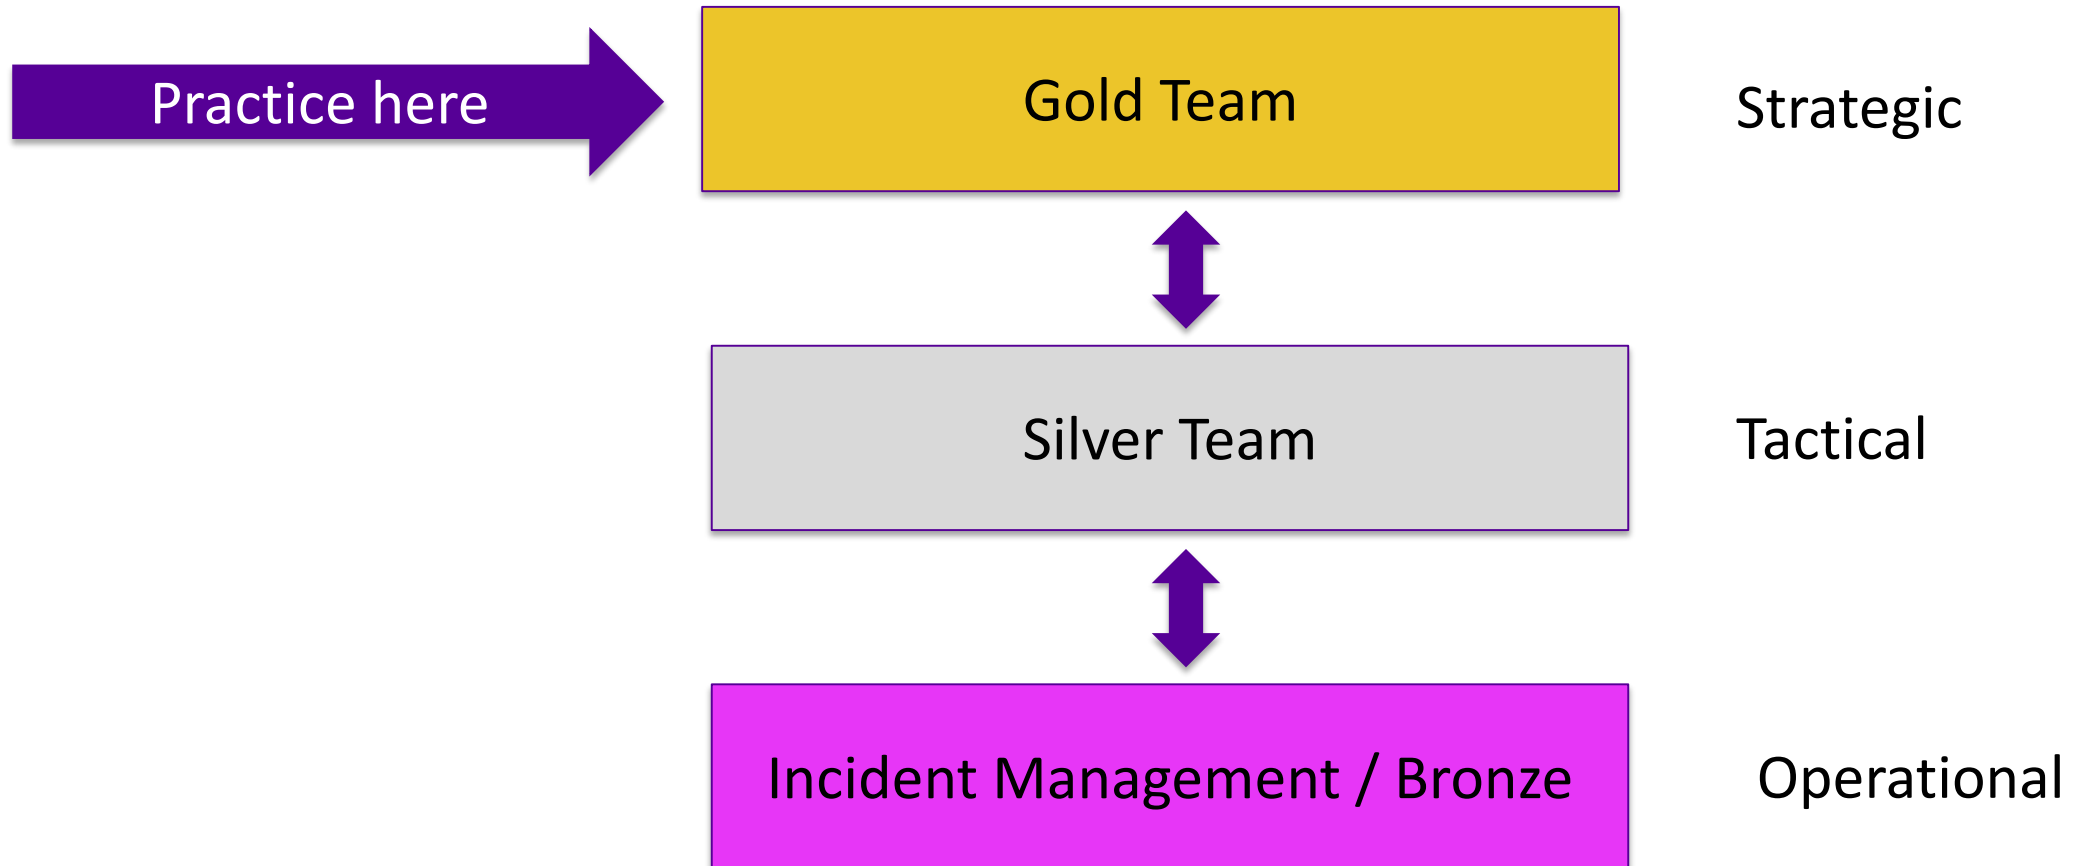 Practice here
Gold Team
Strategic
Silver Team
Tactical
Incident Management / Bronze
Operational